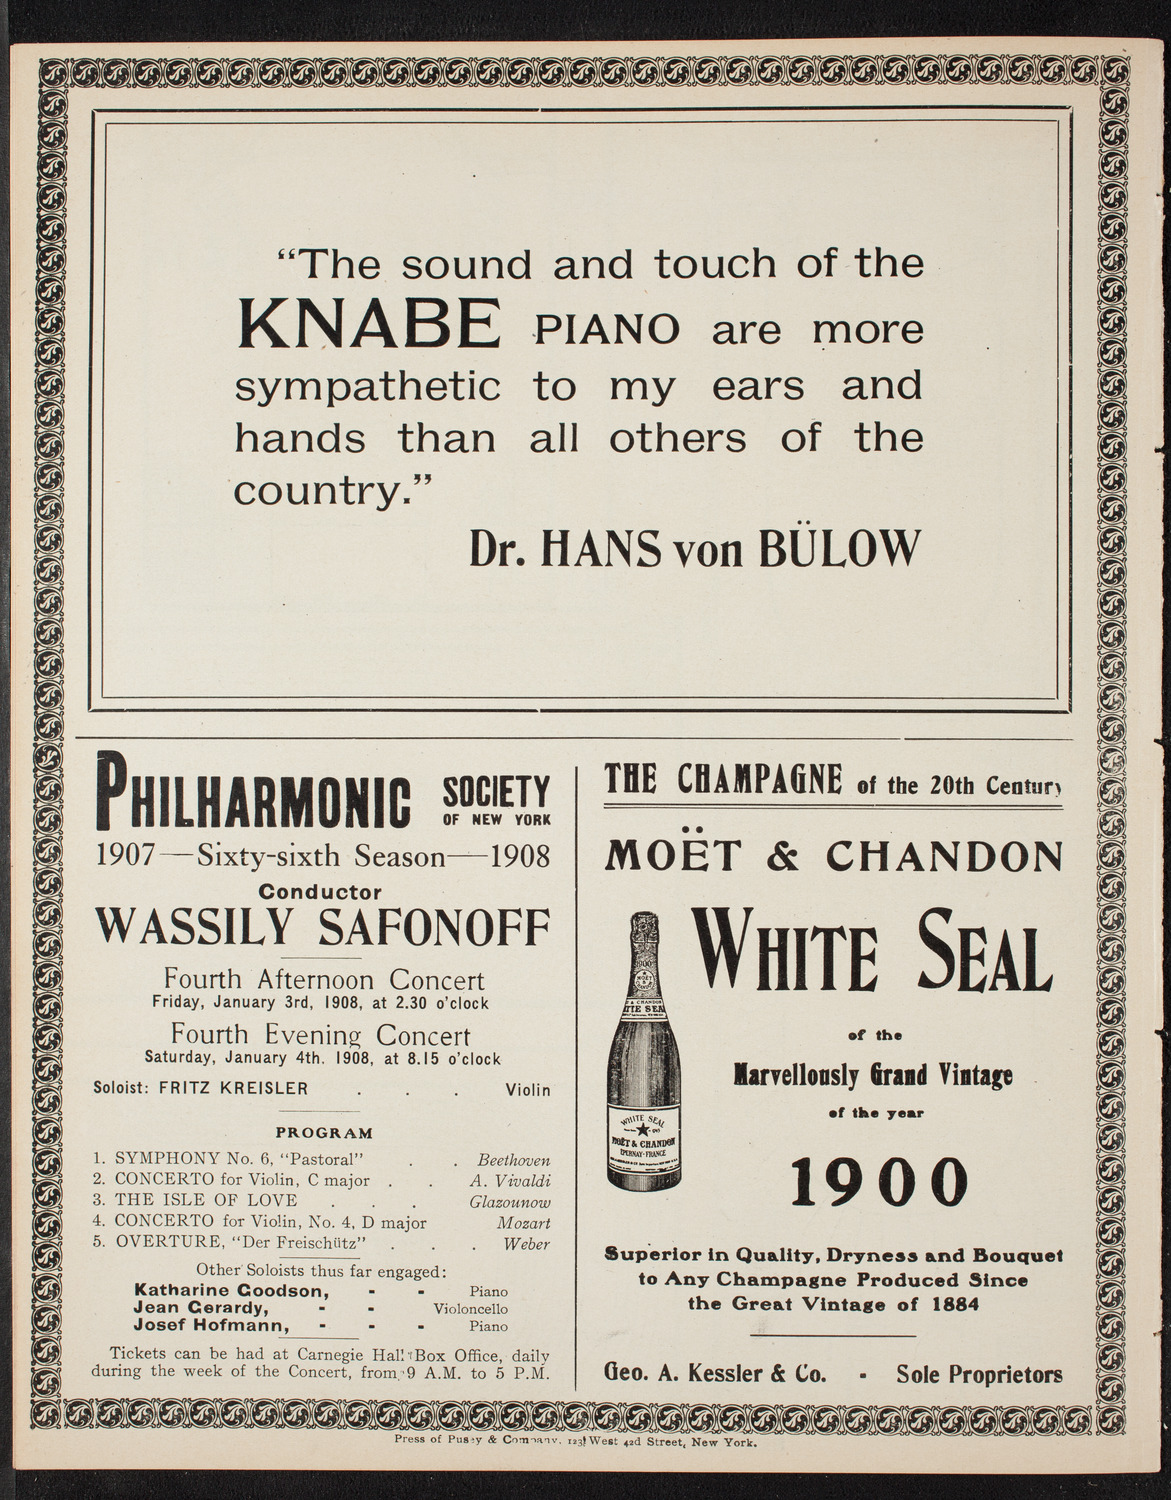 “The sound and touch of the
KNABE PIANO are more
sympathetic to my ears and
hands than all others of the
country.”
Dr. HANS von BÜLOW
PHILHARMONIC SOCIETY
OF NEW YORK
1907—Sixty-sixth Season—1908
Conductor
WASSILY SAFONOFF
Fourth Afternoon Concert
Friday, January 3rd, 1908, at 2.30 o'clock
Fourth Evening Concert
Saturday, January 4th. 1908, at 8.15 o'clock
Soloist: FRITZ KREISLER . . . Violin
PROGRAM
1. SYMPHONY No. 6, “Pastoral” . . Beethoven
2. CONCERTO for Violin, C major . . A. Vivaldi
3. THE ISLE OF LOVE . . . Glazounow
4. CONCERTO for Violin, No. 4, D major Mozart
5. OVERTURE, “Der Freischütz” . . . Weber
Other Soloists thus far engaged:
Katharine Goodson, - - Piano
Jean Gerardy, - - Violoncello
Josef Hofmann, - - - Piano
Tickets can be had at Carnegie Hall Box Office, daily
during the week of the Concert, from 9 A.M. to 5 P.M.
THE CHAMPAGNE of the 20th Century
MOËT & CHANDON
WHITE SEAL
of the
Marvellously Grand Vintage
of the year
1900
WHITE SEAL
MOËT & CHANDON
EPERNAY-FRANCE
Superior in Quality, Dryness and Bouquet
to Any Champagne Produced Since
the Great Vintage of 1884
Geo. A. Kessler & Co. - Sole Proprietors
Press of Pusey & Company, 123 West 42d Street, New York.